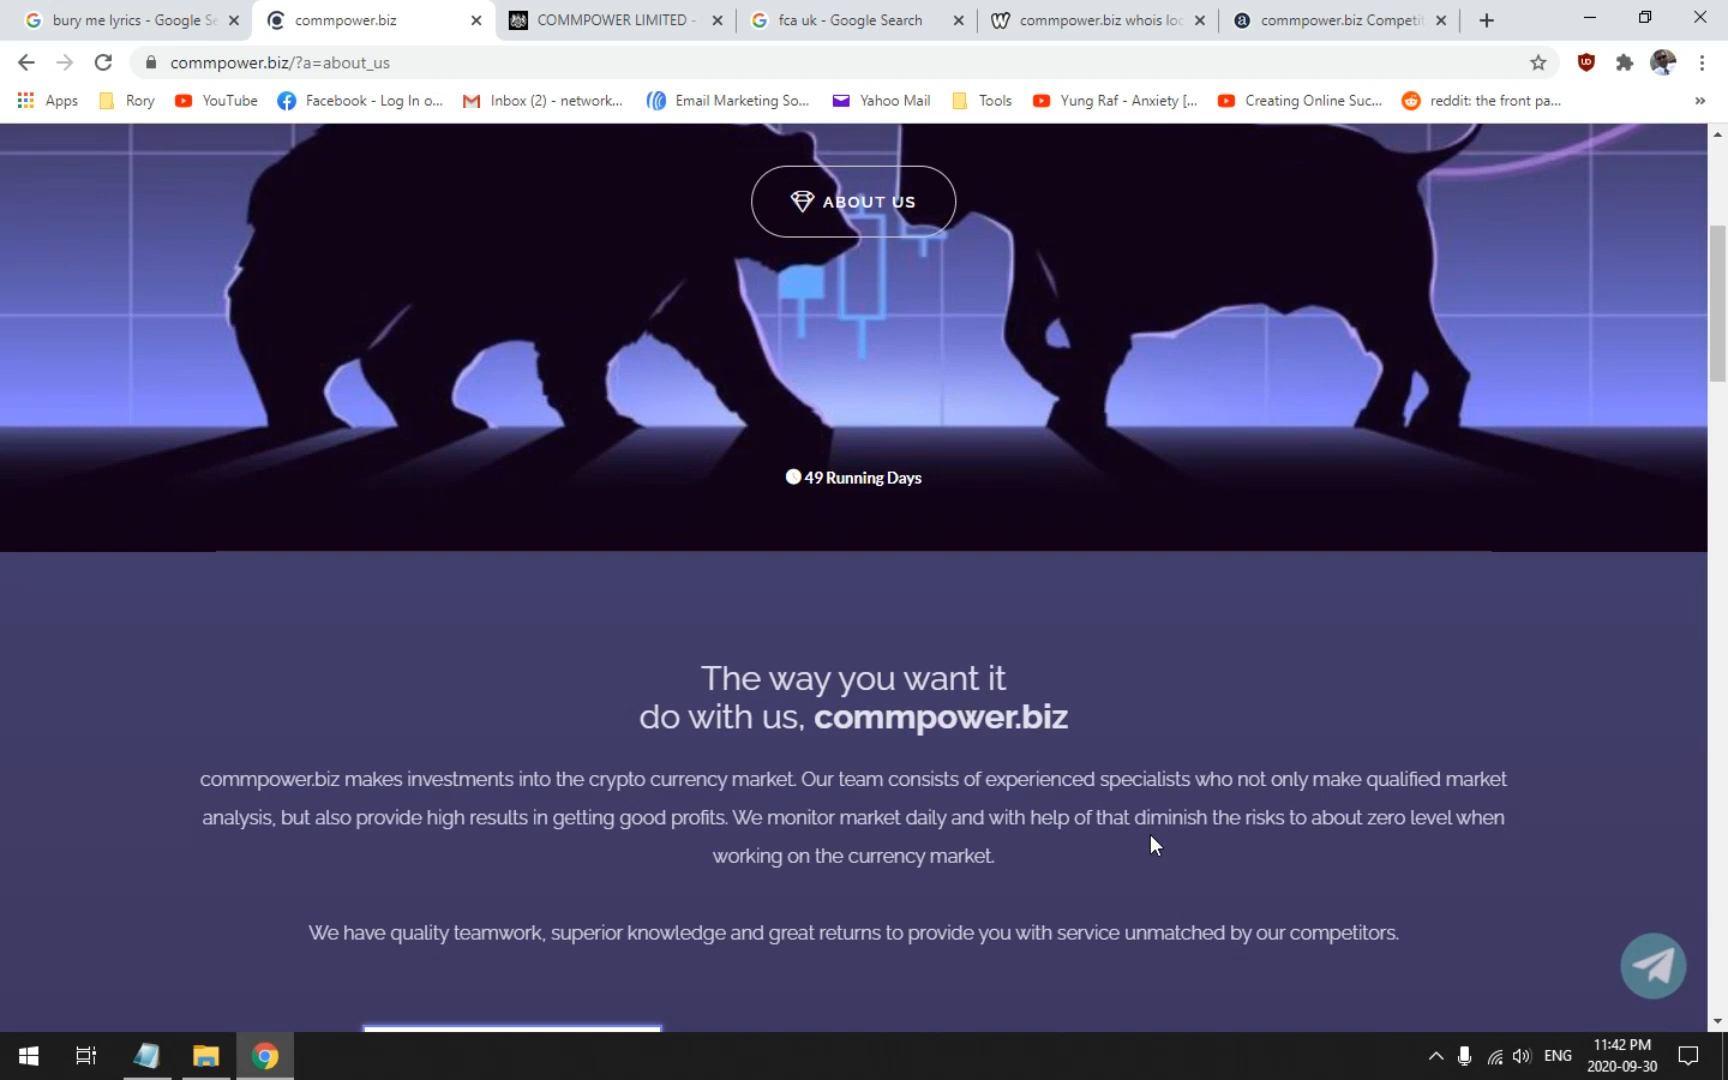 bury me lyrics - Google Se
commpower.biz
COMMPOWER LIMITED -
fca uk - Google Search
commpower.biz whois loo
commpower.biz Competit
commpower.biz/?a=about_us
Apps
Rory
YouTube
Facebook - Log In o...
Inbox (2) - network...
Email Marketing So...
Yahoo Mail
Tools
Yung Raf - Anxiety [...
Creating Online Suc...
reddit: the front pa...
ABOUT US
49 Running Days
The way you want it
do with us, commpower.biz
commpower.biz makes investments into the crypto currency market. Our team consists of experienced specialists who not only make qualified market
analysis, but also provide high results in getting good profits. We monitor market daily and with help of that diminish the risks to about zero level when
working on the currency market.
We have quality teamwork, superior knowledge and great returns to provide you with service unmatched by our competitors.
ENG
11:42 PM
2020-09-30